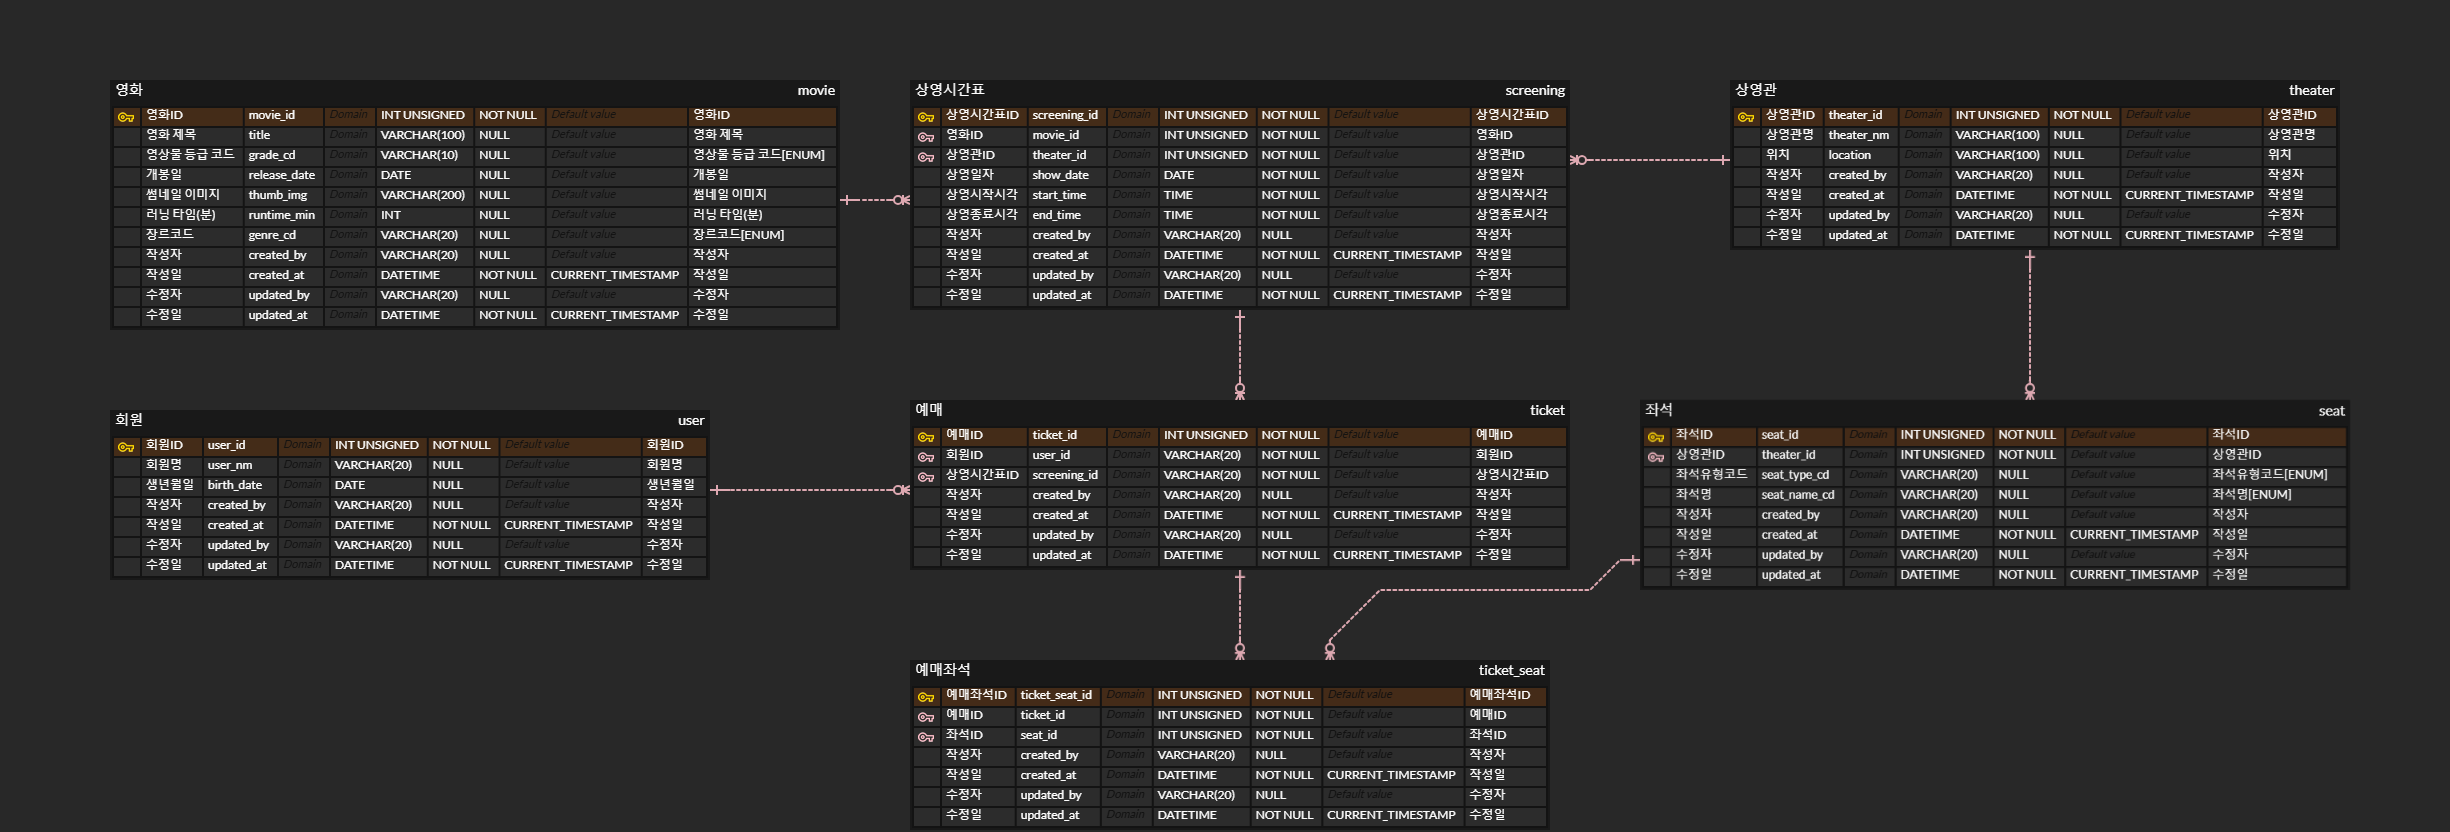 영화 movie
영화ID movie_id Domain INT UNSIGNED NOT NULL Default value 영화ID
영화 제목 title Domain VARCHAR(100) NULL Default value 영화 제목
영상물 등급 코드 grade_cd Domain VARCHAR(10) NULL Default value 영상물 등급 코드[ENUM]
개봉일 release_date Domain DATE NULL Default value 개봉일
썸네일 이미지 thumb_img Domain VARCHAR(200) NULL Default value 썸네일 이미지
러닝 타임(분) runtime_min Domain INT NULL Default value 러닝 타임(분)
장르코드 genre_cd Domain VARCHAR(20) NULL Default value 장르코드[ENUM]
작성자 created_by Domain VARCHAR(20) NULL Default value 작성자
작성일 created_at Domain DATETIME NOT NULL CURRENT_TIMESTAMP 작성일
수정자 updated_by Domain VARCHAR(20) NULL Default value 수정자
수정일 updated_at Domain DATETIME NOT NULL CURRENT_TIMESTAMP 수정일
상영시간표 screening
상영시간표ID screening_id Domain INT UNSIGNED NOT NULL Default value 상영시간표ID
영화ID movie_id Domain INT UNSIGNED NOT NULL Default value 영화ID
상영관ID theater_id Domain INT UNSIGNED NOT NULL Default value 상영관ID
상영일자 show_date Domain DATE NOT NULL Default value 상영일자
상영시작시각 start_time Domain TIME NOT NULL Default value 상영시작시각
상영종료시각 end_time Domain TIME NOT NULL Default value 상영종료시각
작성자 created_by Domain VARCHAR(20) NULL Default value 작성자
작성일 created_at Domain DATETIME NOT NULL CURRENT_TIMESTAMP 작성일
수정자 updated_by Domain VARCHAR(20) NULL Default value 수정자
수정일 updated_at Domain DATETIME NOT NULL CURRENT_TIMESTAMP 수정일
상영관 theater
상영관ID theater_id Domain INT UNSIGNED NOT NULL Default value 상영관ID
상영관명 theater_nm Domain VARCHAR(100) NULL Default value 상영관명
위치 location Domain VARCHAR(100) NULL Default value 위치
작성자 created_by Domain VARCHAR(20) NULL Default value 작성자
작성일 created_at Domain DATETIME NOT NULL CURRENT_TIMESTAMP 작성일
수정자 updated_by Domain VARCHAR(20) NULL Default value 수정자
수정일 updated_at Domain DATETIME NOT NULL CURRENT_TIMESTAMP 수정일
회원 user
회원ID user_id Domain INT UNSIGNED NOT NULL Default value 회원ID
회원명 user_nm Domain VARCHAR(20) NULL Default value 회원명
생년월일 birth_date Domain DATE NULL Default value 생년월일
작성자 created_by Domain VARCHAR(20) NULL Default value 작성자
작성일 created_at Domain DATETIME NOT NULL CURRENT_TIMESTAMP 작성일
수정자 updated_by Domain VARCHAR(20) NULL Default value 수정자
수정일 updated_at Domain DATETIME NOT NULL CURRENT_TIMESTAMP 수정일
예매 ticket
예매ID ticket_id Domain INT UNSIGNED NOT NULL Default value 예매ID
회원ID user_id Domain VARCHAR(20) NOT NULL Default value 회원ID
상영시간표ID screening_id Domain VARCHAR(20) NOT NULL Default value 상영시간표ID
작성자 created_by Domain VARCHAR(20) NULL Default value 작성자
작성일 created_at Domain DATETIME NOT NULL CURRENT_TIMESTAMP 작성일
수정자 updated_by Domain VARCHAR(20) NULL Default value 수정자
수정일 updated_at Domain DATETIME NOT NULL CURRENT_TIMESTAMP 수정일
좌석 seat
좌석ID seat_id Domain INT UNSIGNED NOT NULL Default value 좌석ID
상영관ID theater_id Domain INT UNSIGNED NOT NULL Default value 상영관ID
좌석유형코드 seat_type_cd Domain VARCHAR(20) NULL Default value 좌석유형코드[ENUM]
좌석명 seat_name_cd Domain VARCHAR(20) NULL Default value 좌석명[ENUM]
작성자 created_by Domain VARCHAR(20) NULL Default value 작성자
작성일 created_at Domain DATETIME NOT NULL CURRENT_TIMESTAMP 작성일
수정자 updated_by Domain VARCHAR(20) NULL Default value 수정자
수정일 updated_at Domain DATETIME NOT NULL CURRENT_TIMESTAMP 수정일
예매좌석 ticket_seat
예매좌석ID ticket_seat_id Domain INT UNSIGNED NOT NULL Default value 예매좌석ID
예매ID ticket_id Domain INT UNSIGNED NOT NULL Default value 예매ID
좌석ID seat_id Domain INT UNSIGNED NOT NULL Default value 좌석ID
작성자 created_by Domain VARCHAR(20) NULL Default value 작성자
작성일 created_at Domain DATETIME NOT NULL CURRENT_TIMESTAMP 작성일
수정자 updated_by Domain VARCHAR(20) NULL Default value 수정자
수정일 updated_at Domain DATETIME NOT NULL CURRENT_TIMESTAMP 수정일